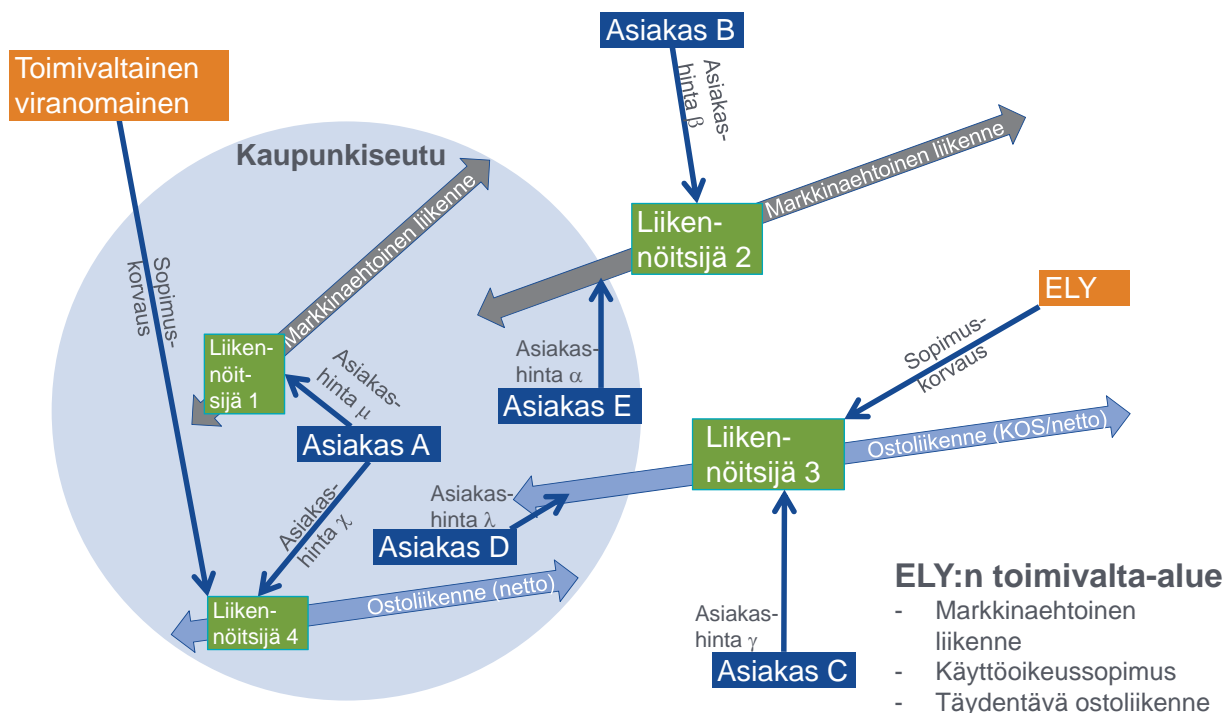 Asiakas B
Toimivaltainen
viranomainen
Asiakas-
hinta β
Kaupunkiseutu
Markkinaehtoinen liikenne
Markkinaehtoinen liikenne
Liiken-
nöitsijä 2
Sopimus-
korvaus
ELY
Liiken-
nöit-
sijä 1
Asiakas-
hinta μ
Asiakas-
hinta α
Asiakas E
Sopimus-
korvaus
Asiakas A
Liiken-
nöitsijä 3
Ostoliikenne (KOS/netto)
Asiakas-
hinta χ
Asiakas-
hinta λ
Asiakas D
Liiken-
nöitsijä 4
Ostoliikenne (netto)
Asiakas-
hinta γ
Asiakas C
ELY:n toimivalta-alue
- Markkinaehtoinen
liikenne
- Käyttöoikeussopimus
- Täydentävä ostoliikenne